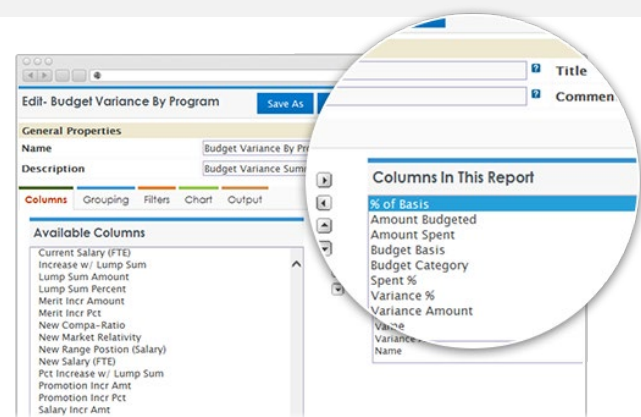 Edit- Budget Variance By Program
Save As
General Properties
Name
Budget Variance By Pr
Description
Budget Variance Sum
Columns Grouping Filters Chart Output
Available Columns
Current Salary (FTE)
Increase w/ Lump Sum
Lump Sum Amount
Lump Sum Percent
Merit Incr Amount
Merit Incr Pct
New Compa-Ratio
New Market Relativity
New Range Postion (Salary)
New Salary (FTE)
Pct Increase w/ Lump Sum
Promotion Incr Amt
Promotion Incr Pct
Salary Incr Amt
Title
Commen
Columns In This Report
% of Basis
Amount Budgeted
Amount Spent
Budget Basis
Budget Category
Spent %
Variance %
Variance Amount
Variance
Name